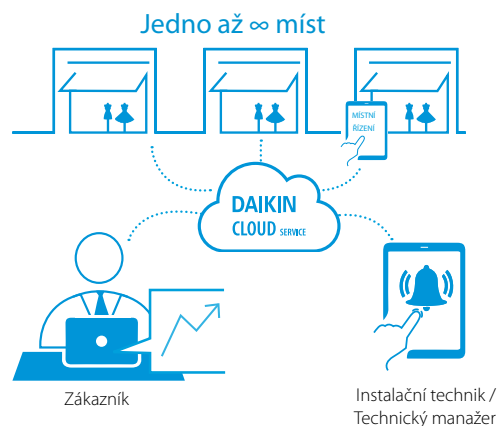 Jedno až ∞ míst
MÍSTNÍ
ŘÍZENÍ
DAIKIN
CLOUD SERVICE
Zákazník
Instalační technik /
Technický manažer